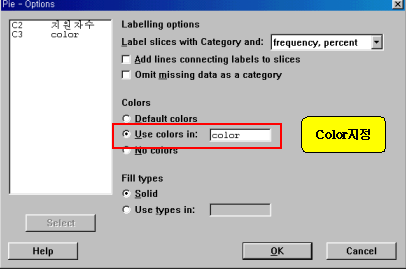 Pie - Options
C2 지원자수
C3 color
Labelling options
Label slices with Category and: frequency, percent
Add lines connecting labels to slices
Omit missing data as a category
Colors
Default colors
Use colors in: color
No colors
Color지정
Fill types
Solid
Use types in:
Select
Help
OK
Cancel